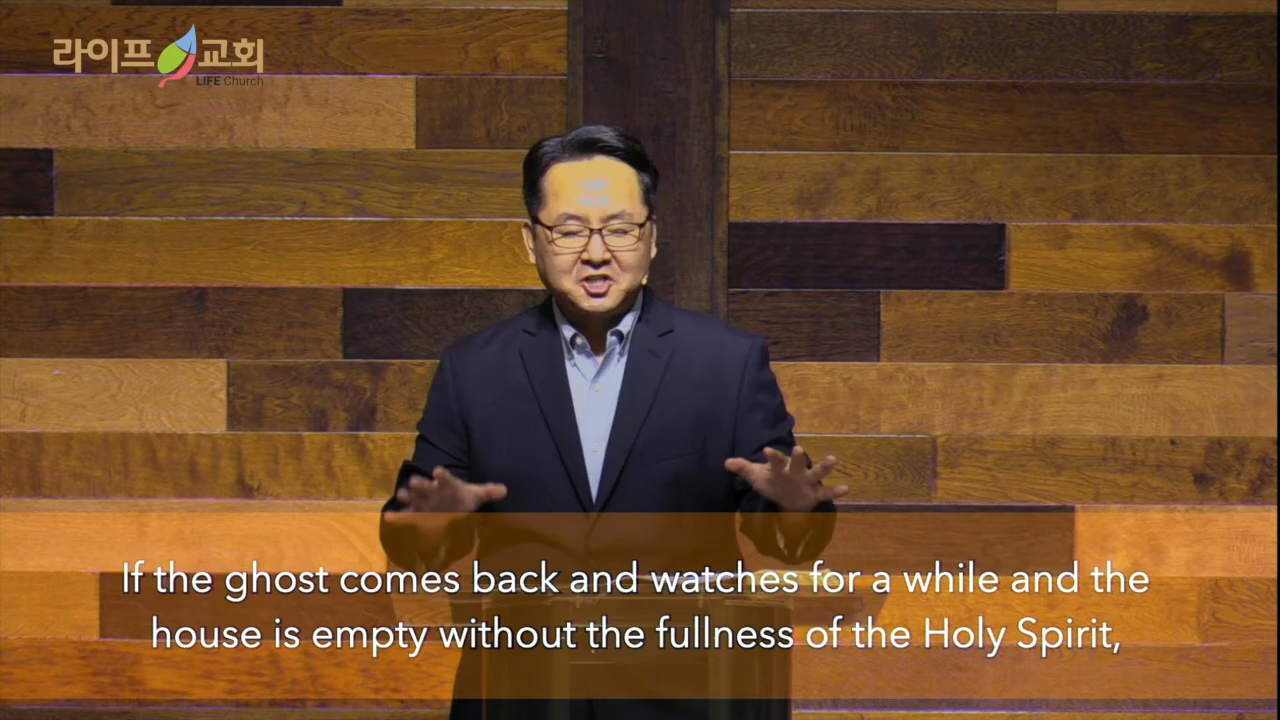 라이프 교회
LIFE Church
If the ghost comes back and watches for a while and the
house is empty without the fullness of the Holy Spirit,